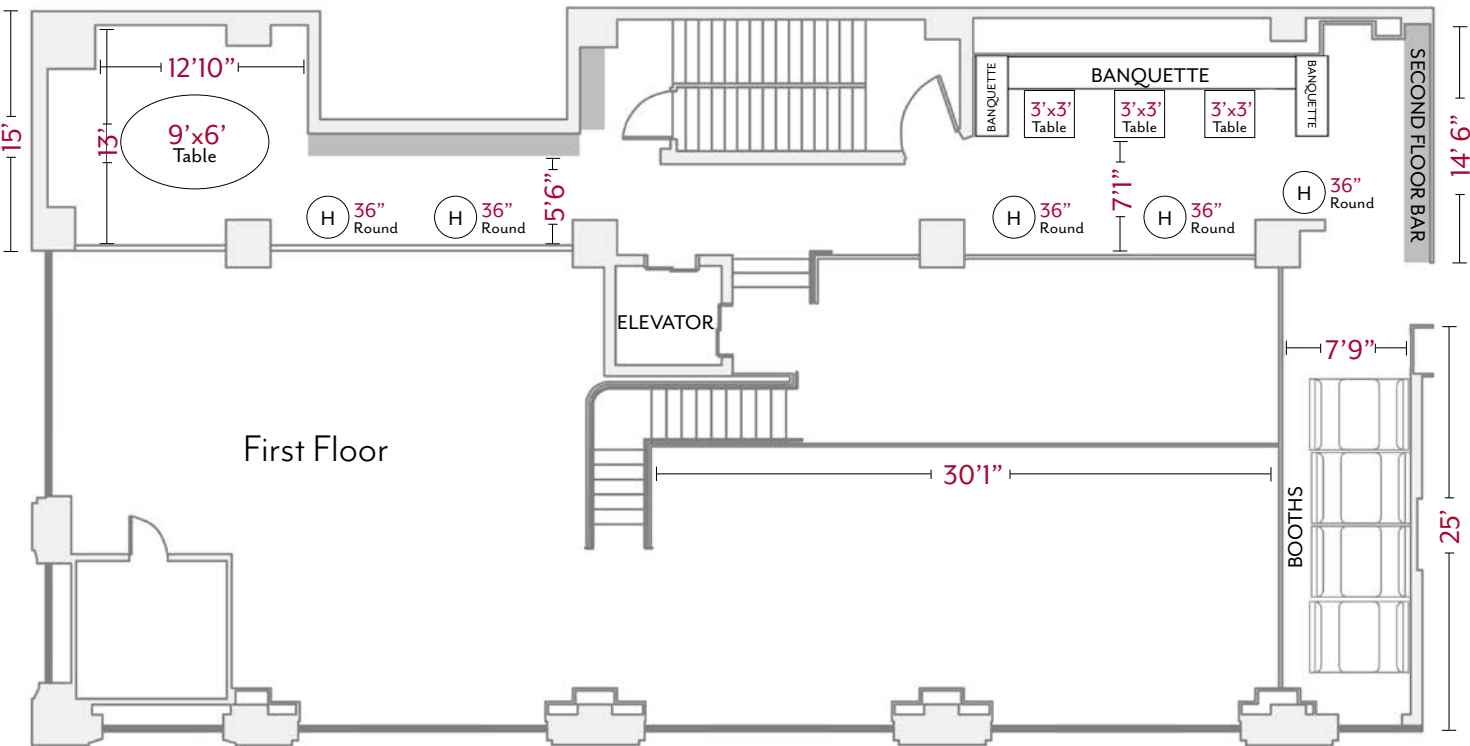 15'
12'10"
13'
9'x6'
Table
H
36"
Round
H
36"
Round
5'6"
BANQUETTE
BANQUETTE
BANQUETTE
3'x3'
Table
3'x3'
Table
3'x3'
Table
7'1"
H
36"
Round
H
36"
Round
H
36"
Round
SECOND FLOOR BAR
14' 6"
ELEVATOR
7'9"
First Floor
30'1"
BOOTHS
25'